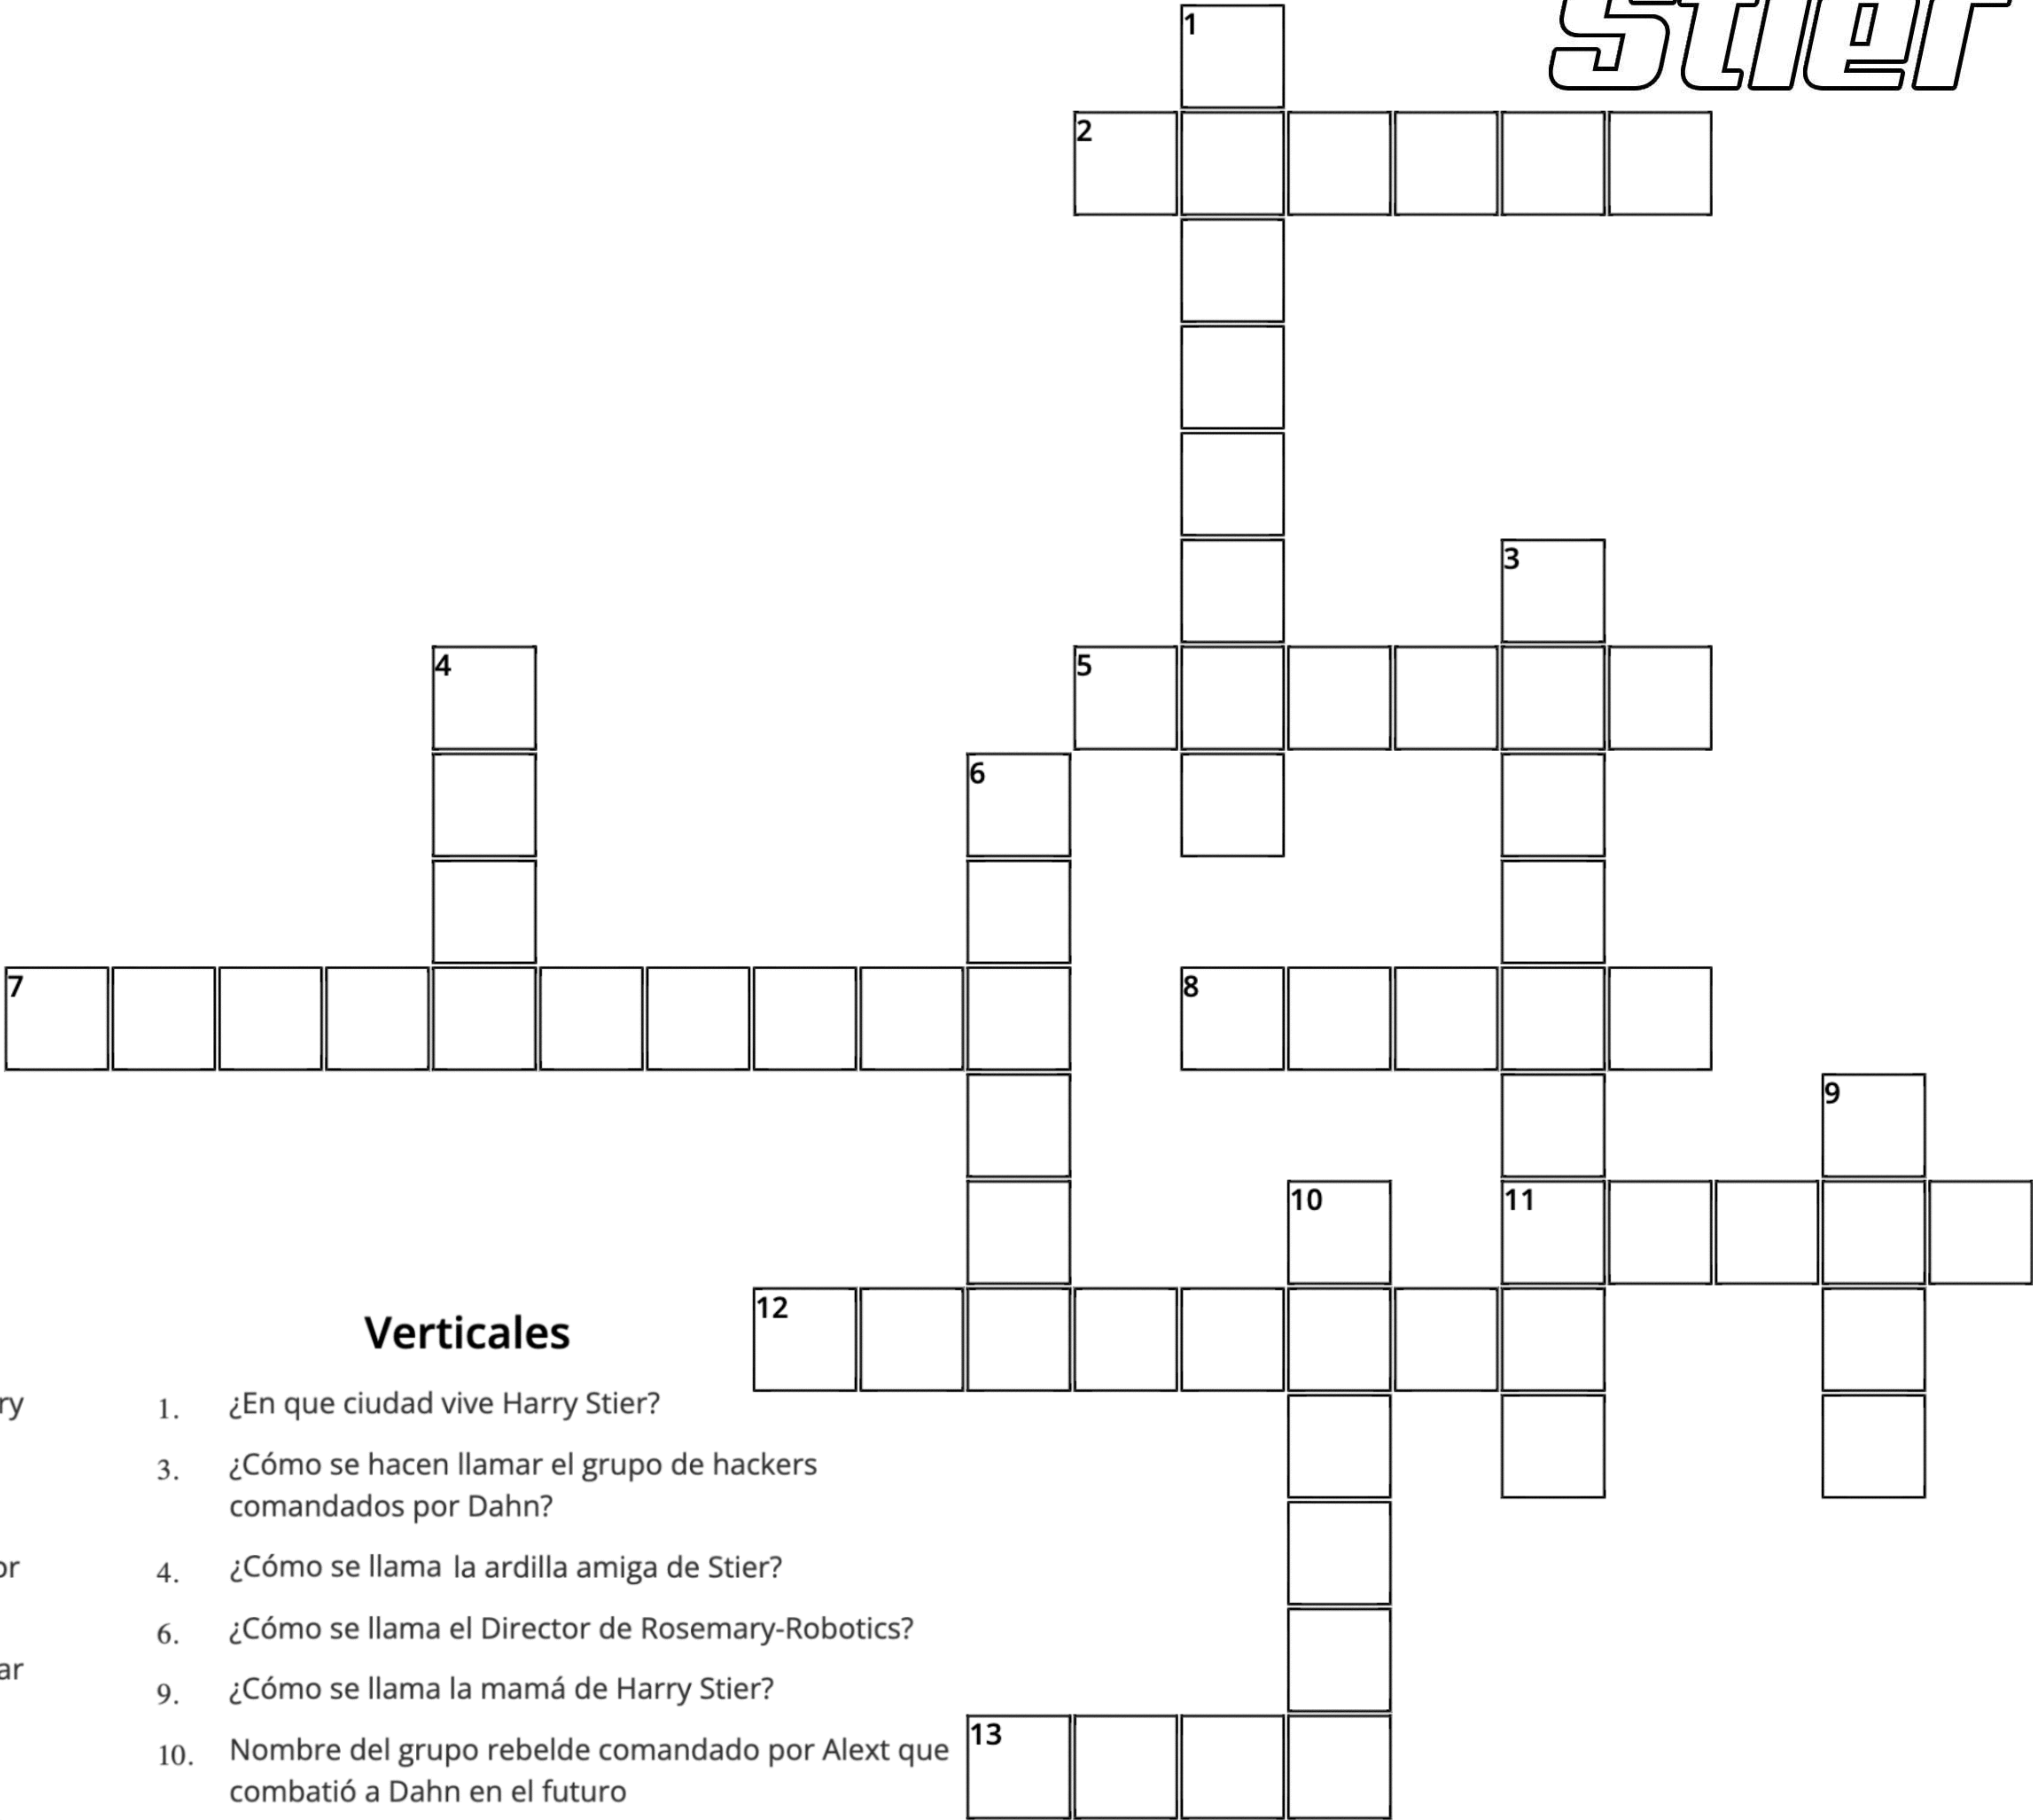 Stier
1
2
3
4
5
6
7
8
9
10
11
12
13
Verticales
ry
1. ¿En que ciudad vive Harry Stier?
3. ¿Cómo se hacen llamar el grupo de hackers
comandados por Dahn?
or
4. ¿Cómo se llama la ardilla amiga de Stier?
6. ¿Cómo se llama el Director de Rosemary-Robotics?
ar
9. ¿Cómo se llama la mamá de Harry Stier?
10. Nombre del grupo rebelde comandado por Alext que
combatió a Dahn en el futuro